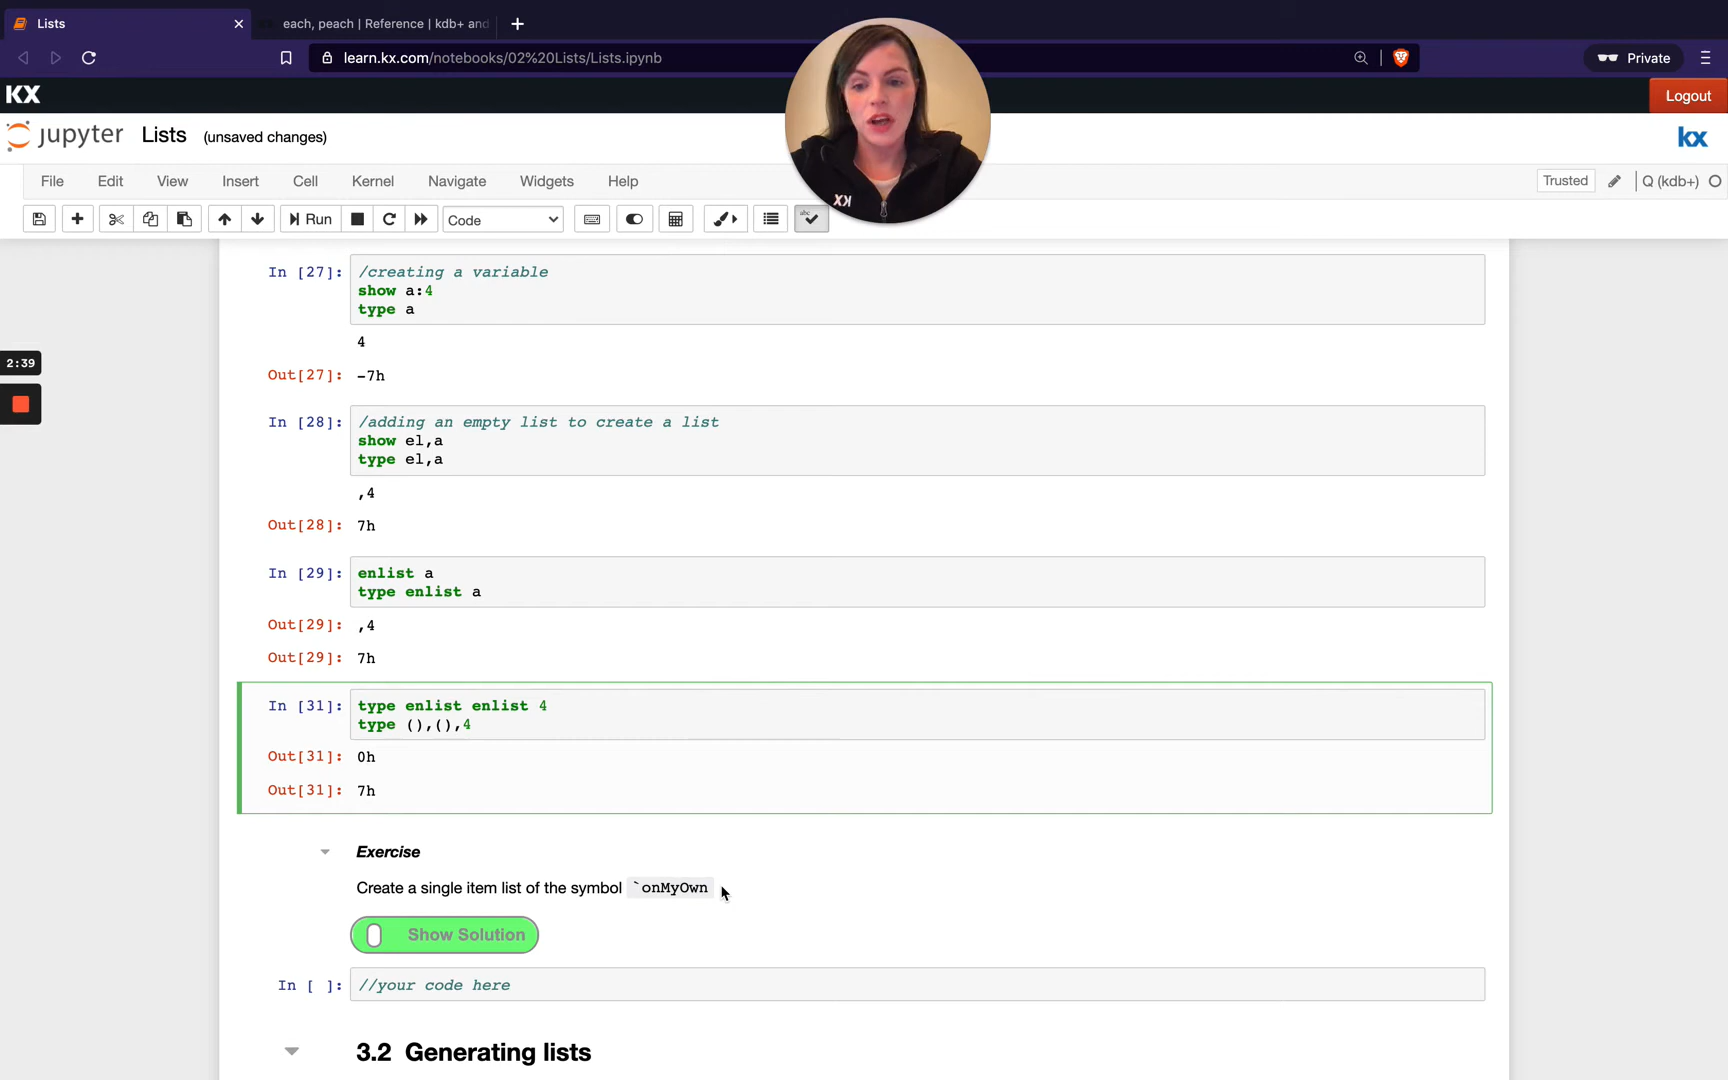 Lists
each, peach | Reference | kdb+ and
learn.kx.com/notebooks/02%20Lists/Lists.ipynb
Private
KX
Logout
jupyter Lists (unsaved changes)
kx
File Edit View Insert Cell Kernel Navigate Widgets Help
Trusted Q (kdb+)
Run Code abc
KX
In [27]: /creating a variable
show a:4
type a
4
2:39
Out[27]: -7h
In [28]: /adding an empty list to create a list
show el,a
type el,a
,4
Out[28]: 7h
In [29]: enlist a
type enlist a
Out[29]: ,4
Out[29]: 7h
In [31]: type enlist enlist 4
type (),(),4
Out[31]: 0h
Out[31]: 7h
Exercise
Create a single item list of the symbol `onMyOwn
Show Solution
In [ ]: //your code here
3.2 Generating lists